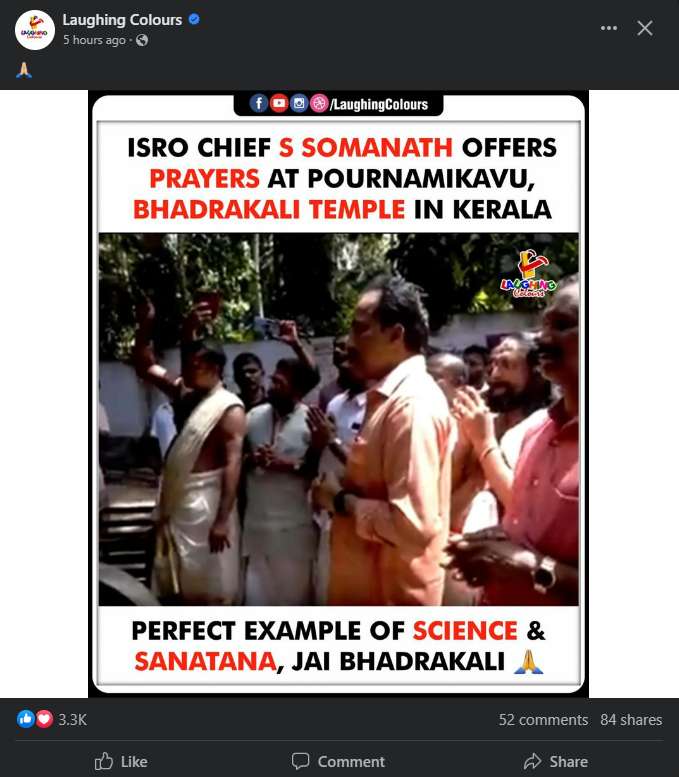 Laughing Colours
5 hours ago ·
/LaughingColours
ISRO CHIEF S SOMANATH OFFERS
PRAYERS AT POURNAMIKAVU,
BHADRAKALI TEMPLE IN KERALA
LAUGHING
Colours
PERFECT EXAMPLE OF SCIENCE &
SANATANA, JAI BHADRAKALI 🙏
3.3K
52 comments 84 shares
Like Comment Share